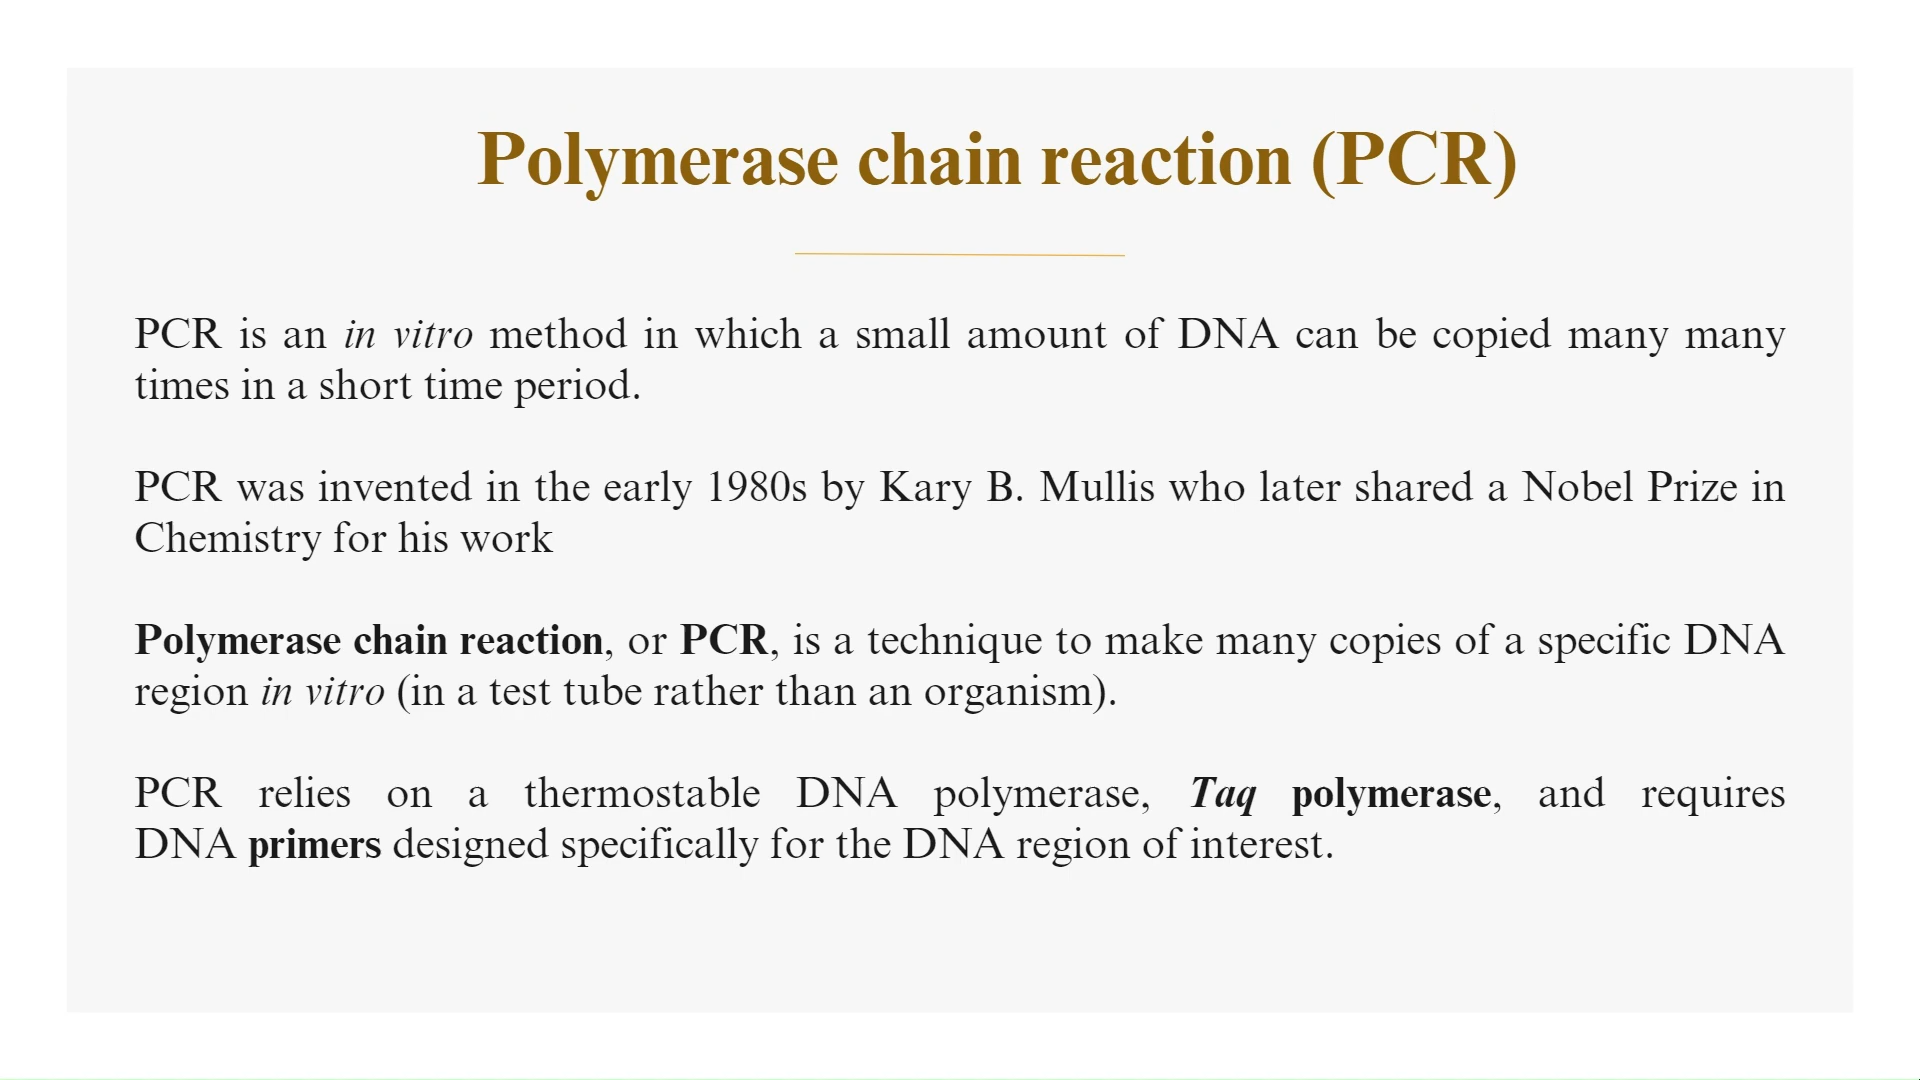 Polymerase chain reaction (PCR)
PCR is an in vitro method in which a small amount of DNA can be copied many many
times in a short time period.
PCR was invented in the early 1980s by Kary B. Mullis who later shared a Nobel Prize in
Chemistry for his work
Polymerase chain reaction, or PCR, is a technique to make many copies of a specific DNA
region in vitro (in a test tube rather than an organism).
PCR relies on a thermostable DNA polymerase, Taq polymerase, and requires
DNA primers designed specifically for the DNA region of interest.